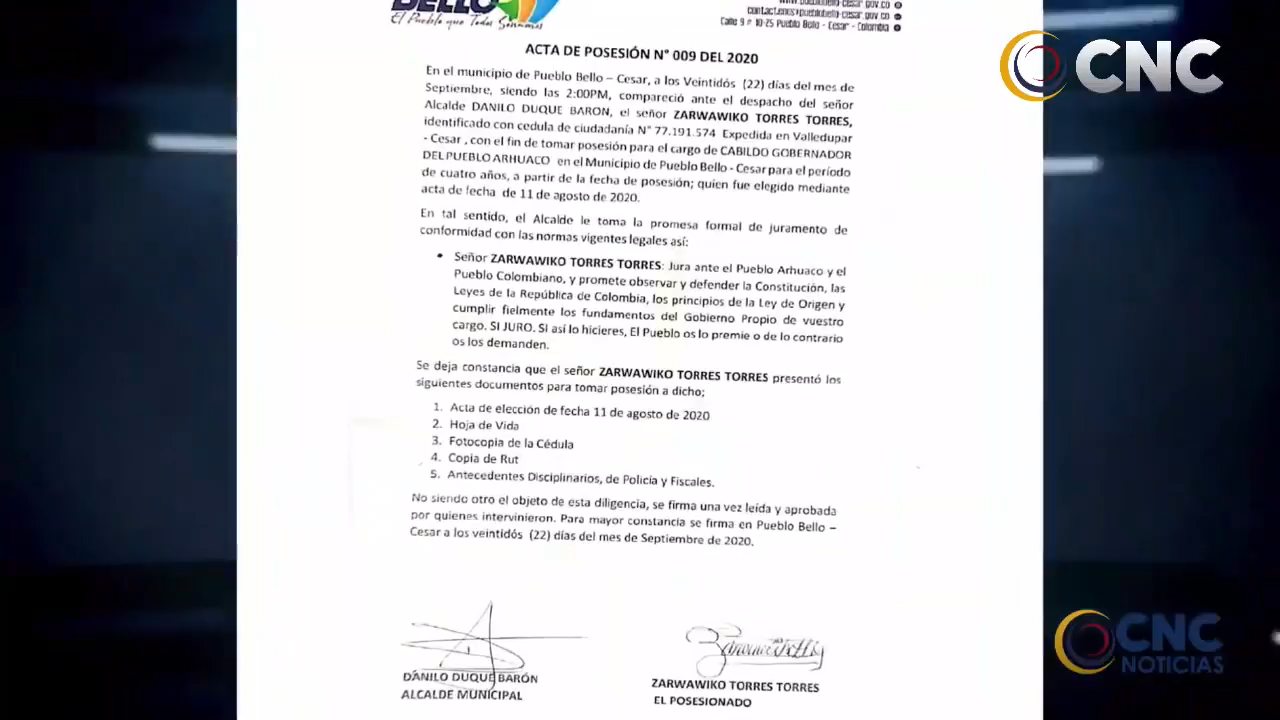 BELLO
El Pueblo que Todos Soñamos
www.pueblobello-cesar.gov.co
contactenos@pueblobello-cesar.gov.co
Calle 9 # 10-25 Pueblo Bello - Cesar - Colombia
CNC
ACTA DE POSESIÓN N° 009 DEL 2020
En el municipio de Pueblo Bello – Cesar, a los Veintidós (22) días del mes de
Septiembre, siendo las 2:00PM, compareció ante el despacho del señor
Alcalde DANILO DUQUE BARON, el señor ZARWAWIKO TORRES TORRES,
identificado con cedula de ciudadanía N° 77.191.574 Expedida en Valledupar
- Cesar , con el fin de tomar posesión para el cargo de CABILDO GOBERNADOR
DEL PUEBLO ARHUACO en el Municipio de Pueblo Bello - Cesar para el período
de cuatro años, a partir de la fecha de posesión; quien fue elegido mediante
acta de fecha de 11 de agosto de 2020.
En tal sentido, el Alcalde le toma la promesa formal de juramento de
conformidad con las normas vigentes legales así:
• Señor ZARWAWIKO TORRES TORRES: Jura ante el Pueblo Arhuaco y el
Pueblo Colombiano, y promete observar y defender la Constitución, las
Leyes de la República de Colombia, los principios de la Ley de Origen y
cumplir fielmente los fundamentos del Gobierno Propio de vuestro
cargo. SI JURO. SI así lo hicieres, El Pueblo os lo premie o de lo contrario
os los demanden.
Se deja constancia que el señor ZARWAWIKO TORRES TORRES presentó los
siguientes documentos para tomar posesión a dicho;
1. Acta de elección de fecha 11 de agosto de 2020
2. Hoja de Vida
3. Fotocopia de la Cédula
4. Copia de Rut
5. Antecedentes Disciplinarios, de Policía y Fiscales.
No siendo otro el objeto de esta diligencia, se firma una vez leída y aprobada
por quienes intervinieron. Para mayor constancia se firma en Pueblo Bello –
Cesar a los veintidós (22) días del mes de Septiembre de 2020.
DANILO DUQUE BARÓN
ALCALDE MUNICIPAL
ZARWAWIKO TORRES TORRES
EL POSESIONADO
CNC
NOTICIAS